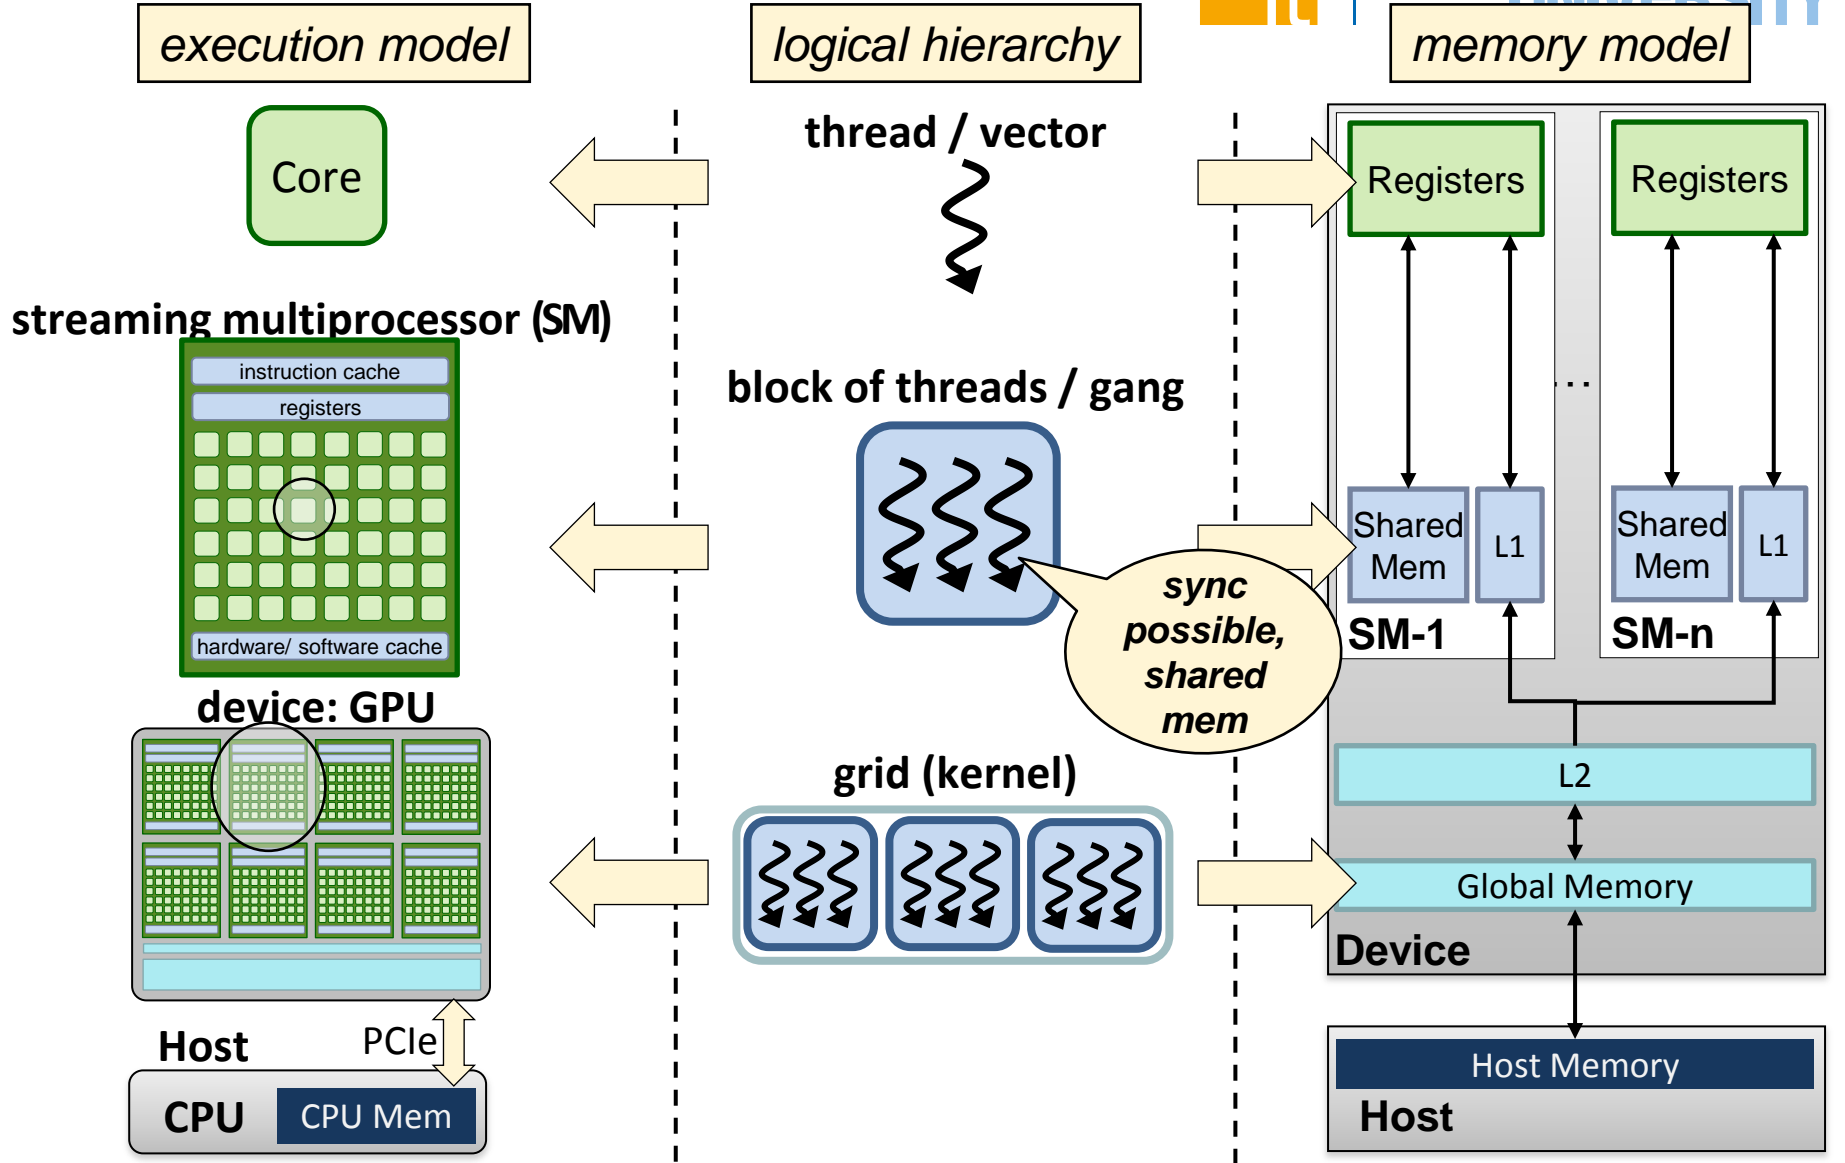 execution model
logical hierarchy
memory model
Core
streaming multiprocessor (SM)
instruction cache
registers
hardware/ software cache
device: GPU
Host
PCIe
CPU
CPU Mem
thread / vector
block of threads / gang
sync
possible,
shared
mem
grid (kernel)
Registers
Registers
...
Shared
Mem
L1
Shared
Mem
L1
SM-1
SM-n
L2
Global Memory
Device
Host Memory
Host